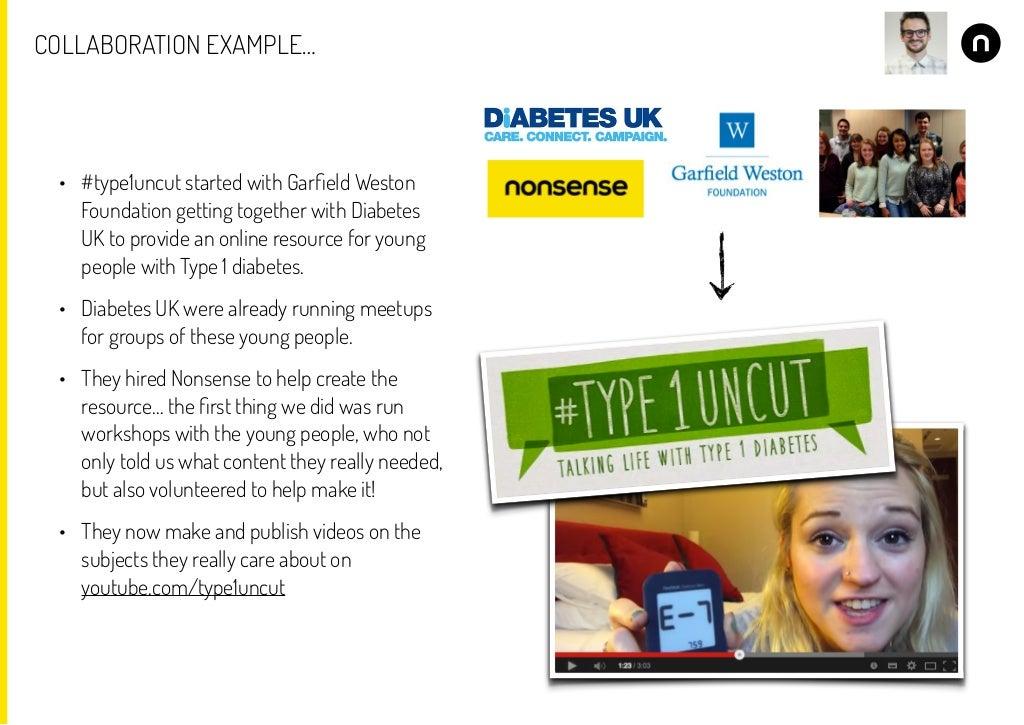 COLLABORATION EXAMPLE...
n
DiABETES UK
CARE. CONNECT. CAMPAIGN.
nonsense
W
Garfield Weston
FOUNDATION
• #type1uncut started with Garfield Weston
Foundation getting together with Diabetes
UK to provide an online resource for young
people with Type 1 diabetes.
• Diabetes UK were already running meetups
for groups of these young people.
• They hired Nonsense to help create the
resource... the first thing we did was run
workshops with the young people, who not
only told us what content they really needed,
but also volunteered to help make it!
• They now make and publish videos on the
subjects they really care about on
youtube.com/type1uncut
#TYPE 1 UNCUT
TALKING LIFE WITH TYPE 1 DIABETES
E-7
759
1:23 / 3:03